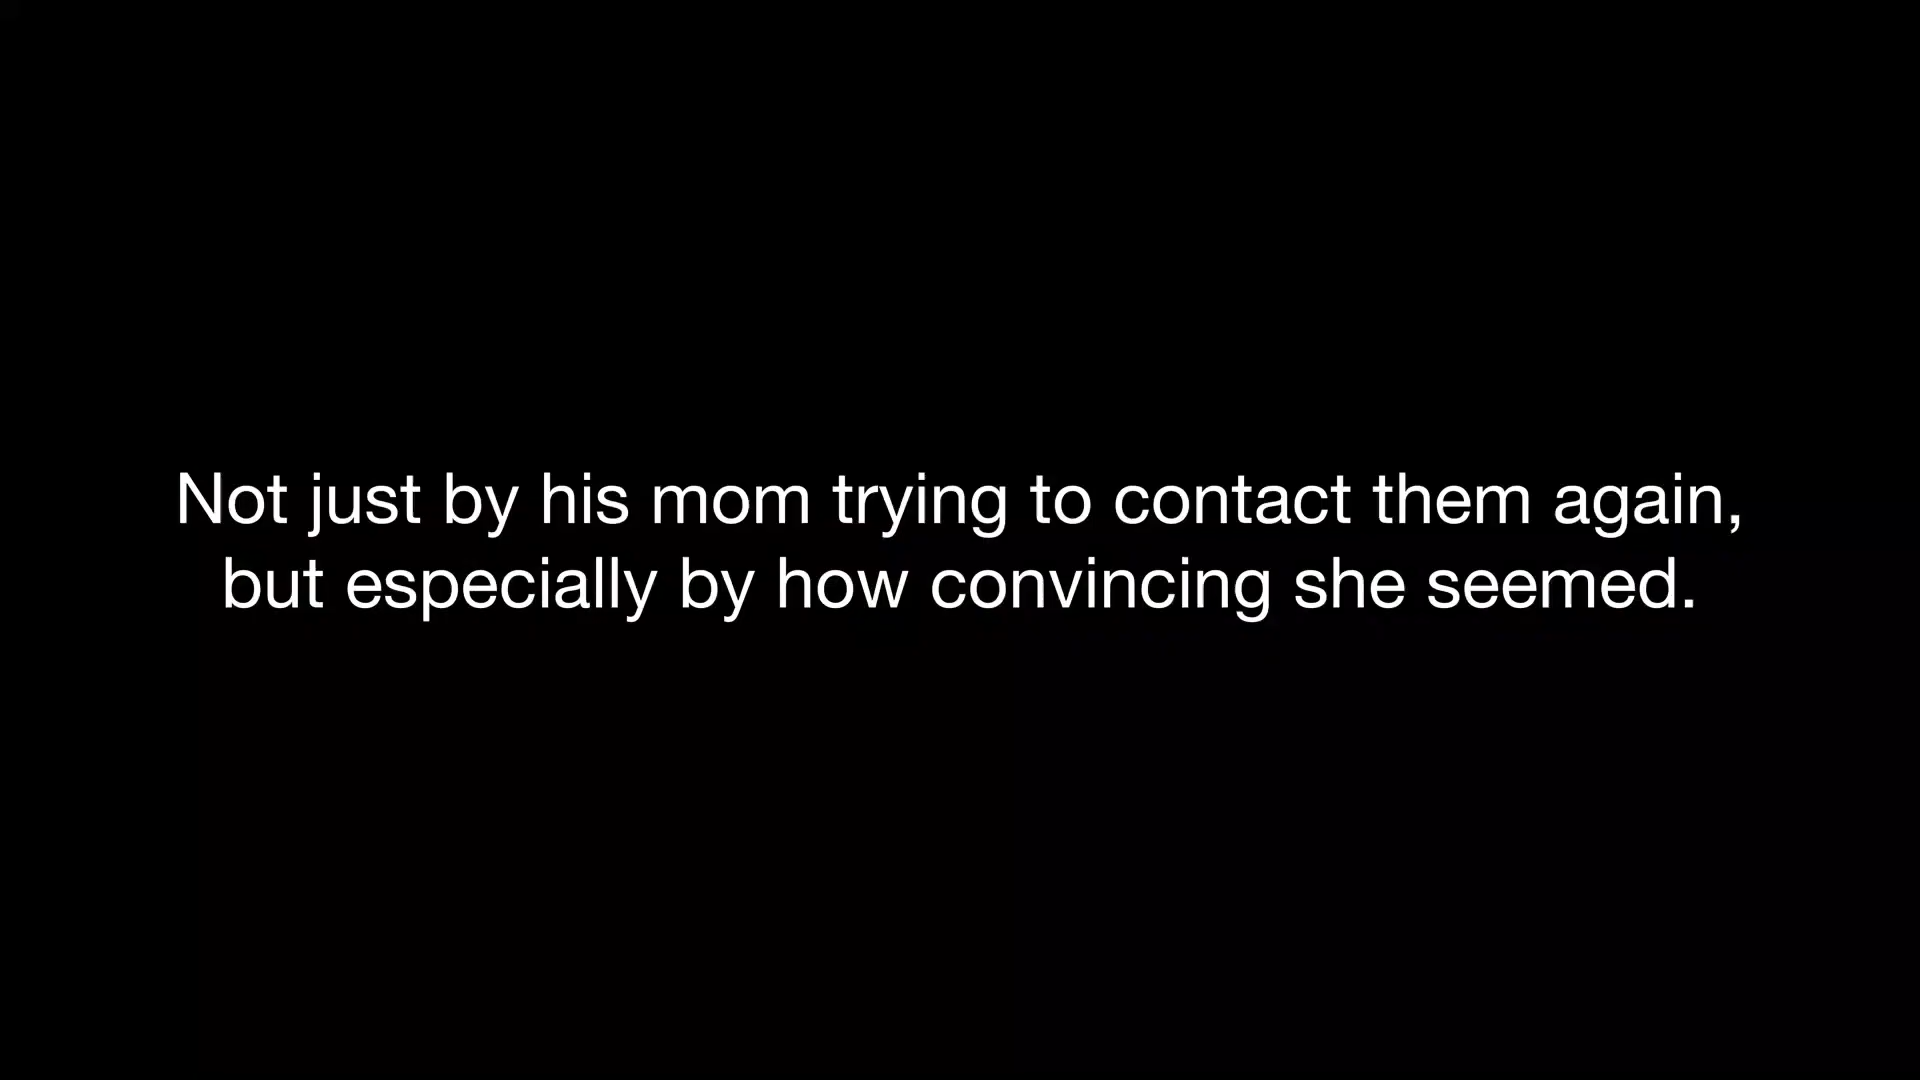 Not just by his mom trying to contact them again,
but especially by how convincing she seemed.